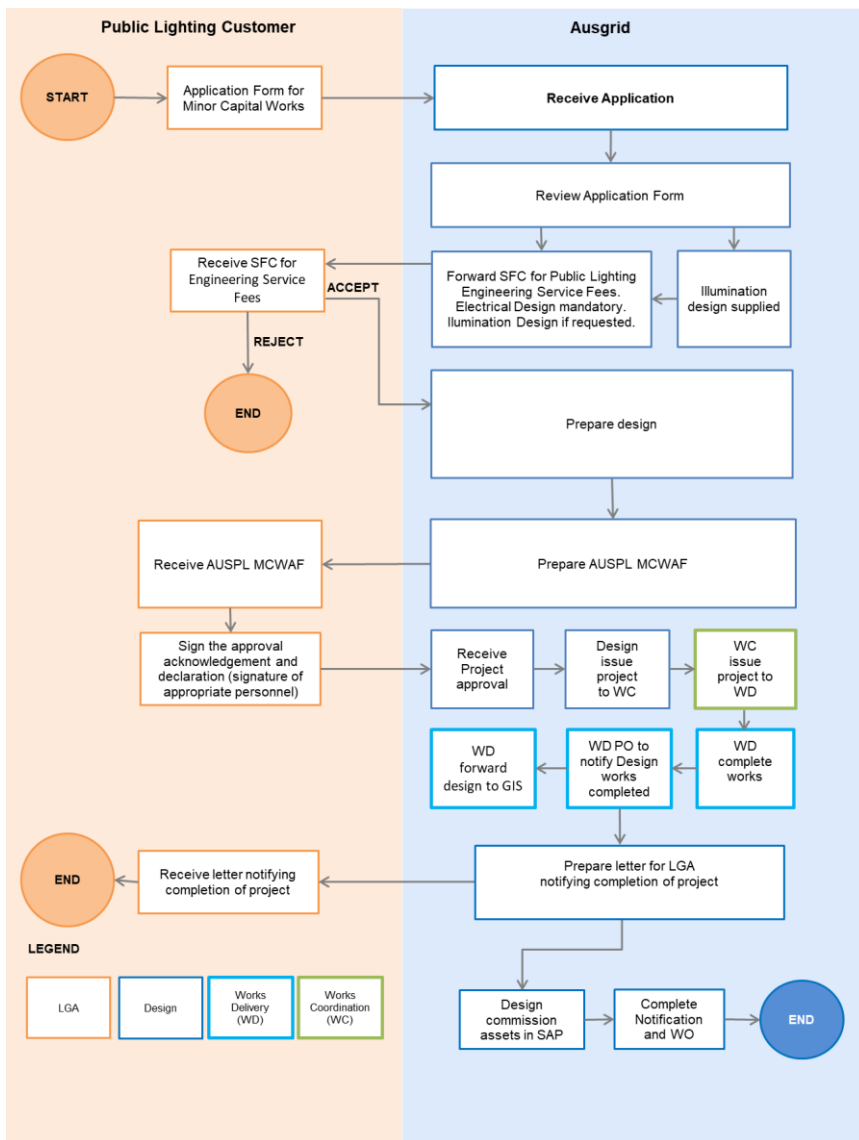 Public Lighting Customer
Ausgrid
START
Application Form for
Minor Capital Works
Receive Application
Review Application Form
Receive SFC for
Engineering Service
Fees
ACCEPT
REJECT
END
Forward SFC for Public Lighting
Engineering Service Fees.
Electrical Design mandatory.
Ilumination Design if requested.
Illumination
design supplied
Prepare design
Receive AUSPL MCWAF
Prepare AUSPL MCWAF
Sign the approval
acknowledgement and
declaration (signature of
appropriate personnel)
Receive
Project
approval
Design
issue
project
to WC
WC
issue
project to
WD
WD
forward
design to GIS
WD PO to
notify Design
works
completed
WD
complete
works
END
Receive letter notifying
completion of project
Prepare letter for LGA
notifying completion of project
LEGEND
LGA
Design
Works
Delivery
(WD)
Works
Coordination
(WC)
Design
commission
assets in SAP
Complete
Notification
and WO
END